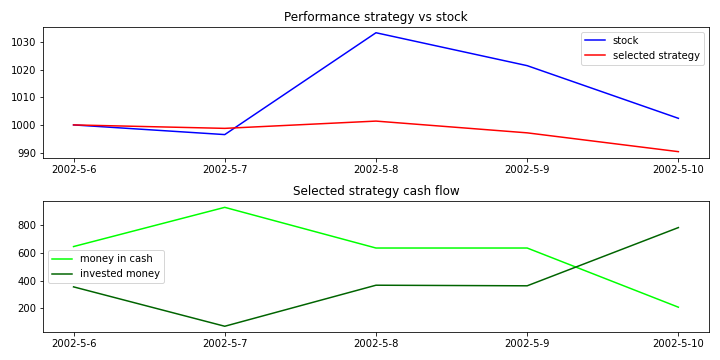 Performance strategy vs stock
1030
1020
1010
1000
990
stock
selected strategy
2002-5-6 2002-5-7 2002-5-8 2002-5-9 2002-5-10
Selected strategy cash flow
800
600
400
200
money in cash
invested money
2002-5-6 2002-5-7 2002-5-8 2002-5-9 2002-5-10